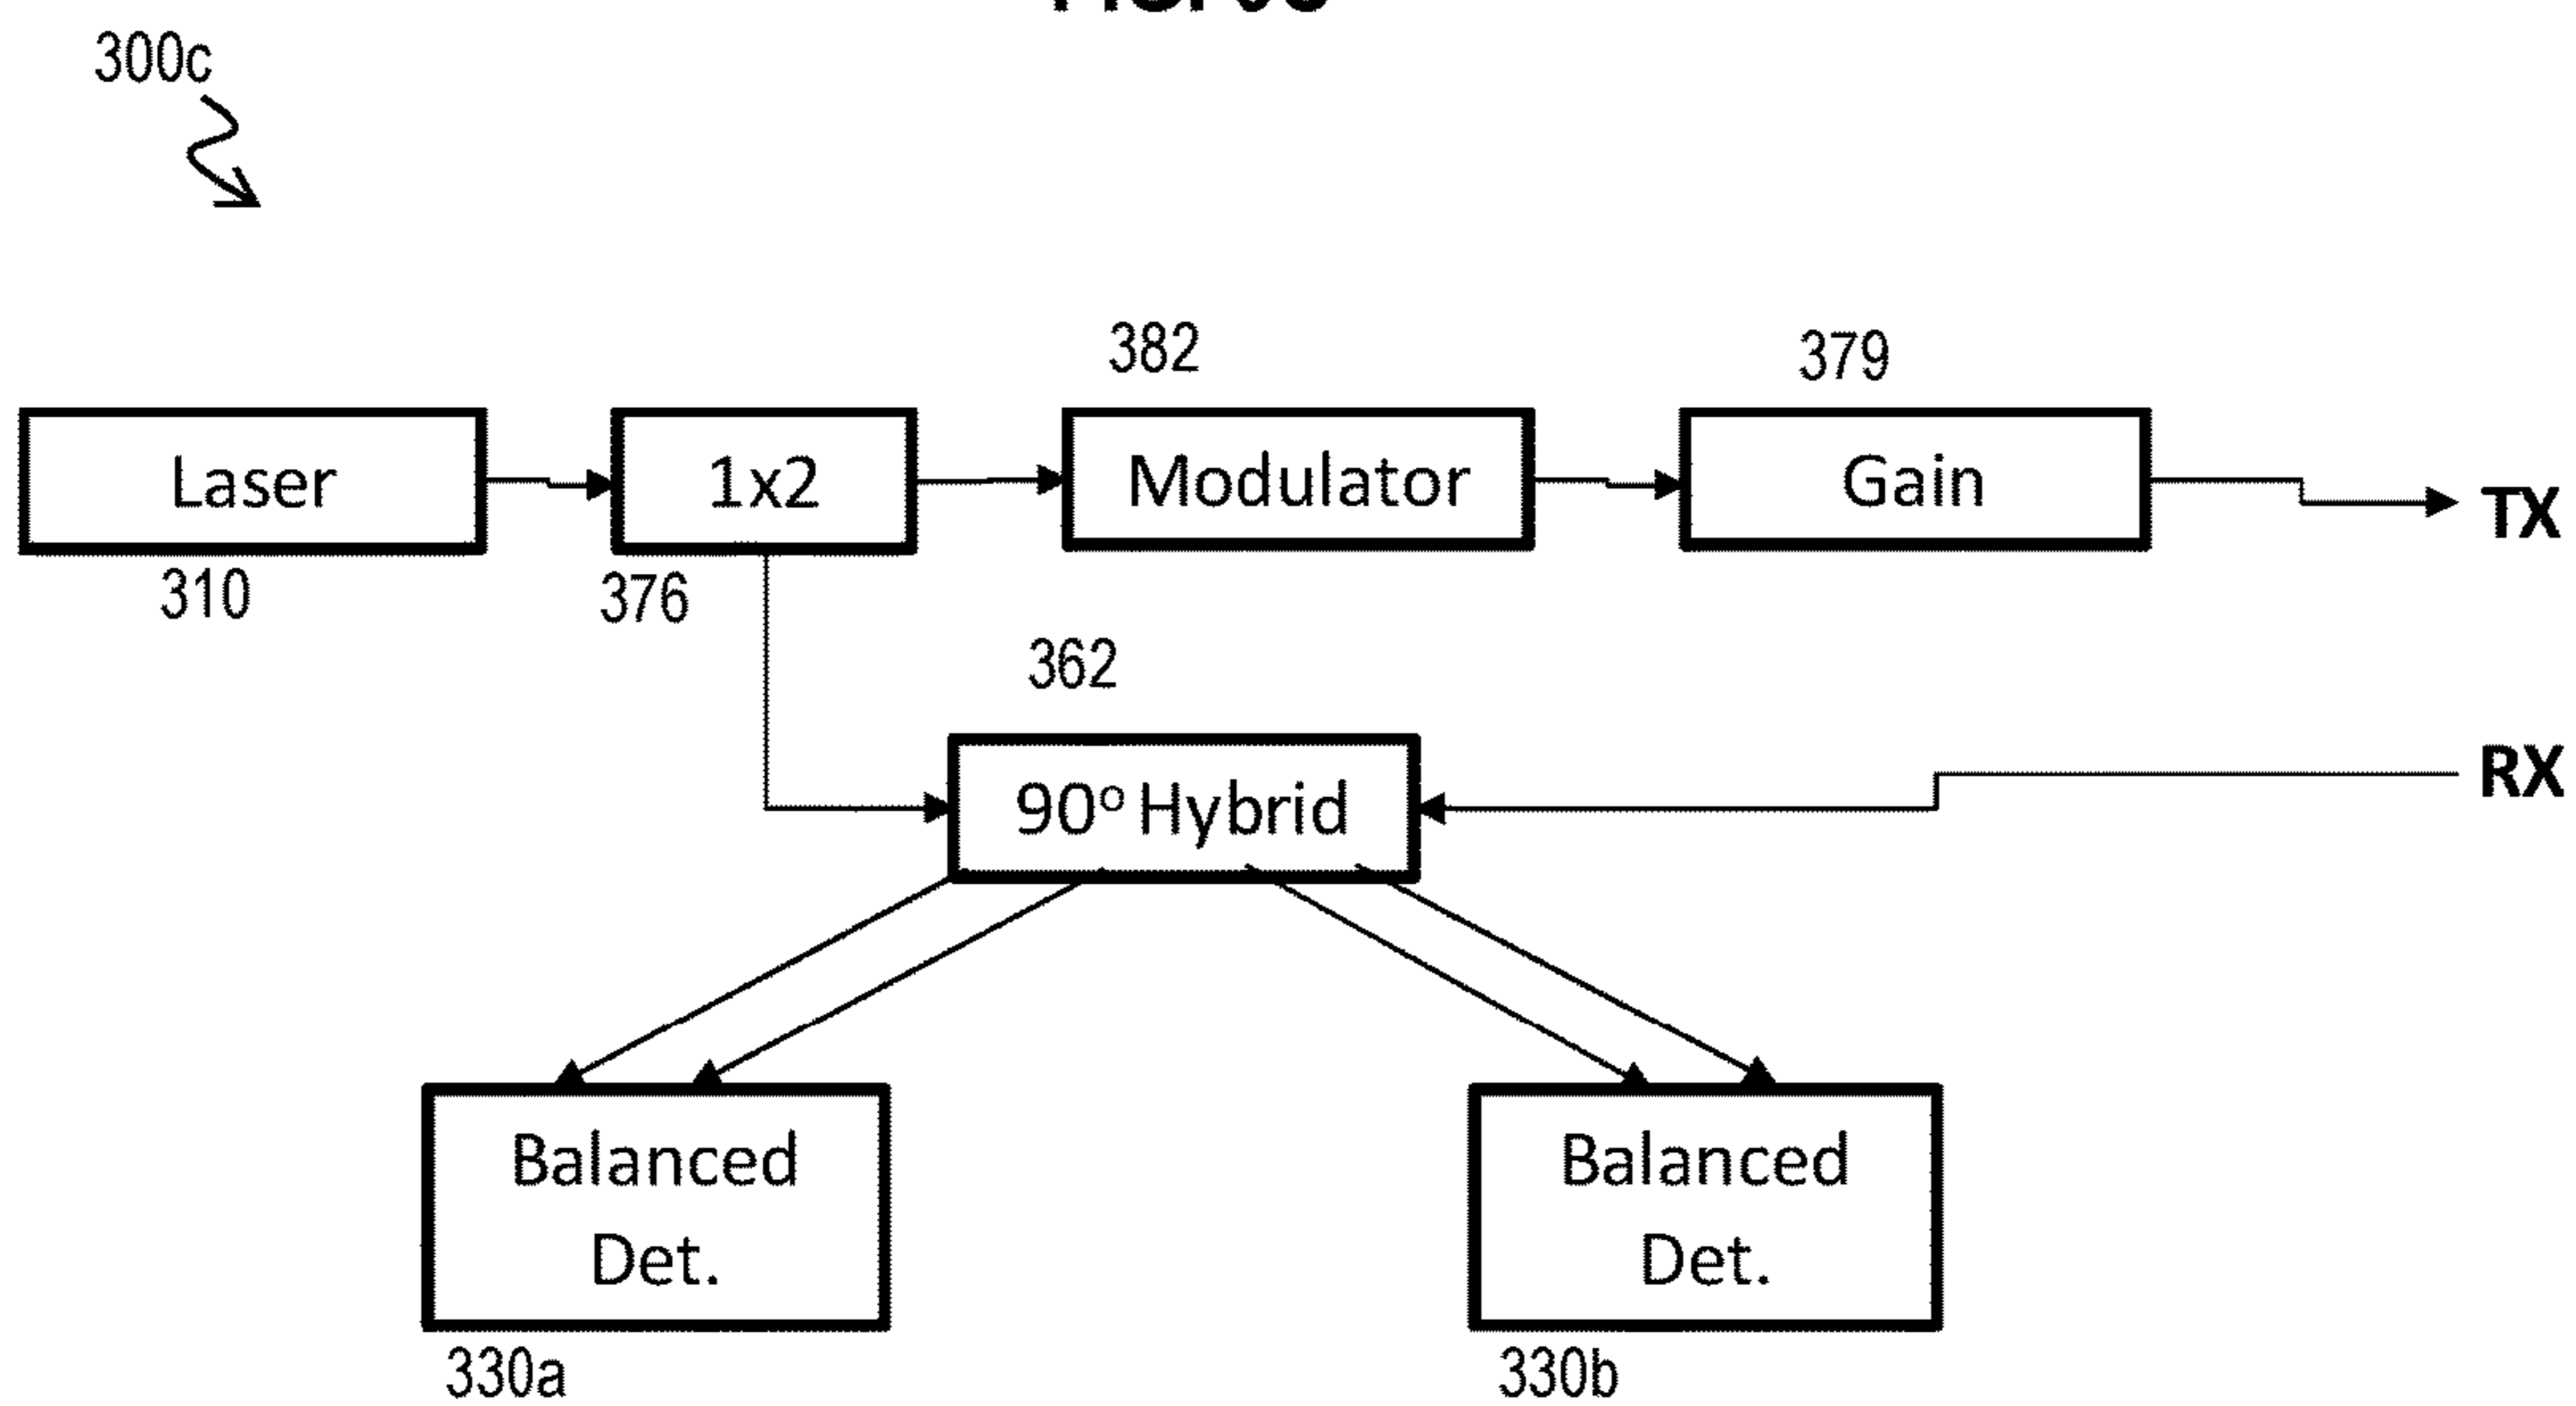 300c
382
379
Laser
1x2
Modulator
Gain
TX
310
376
362
90° Hybrid
RX
Balanced
Det.
Balanced
Det.
330a
330b